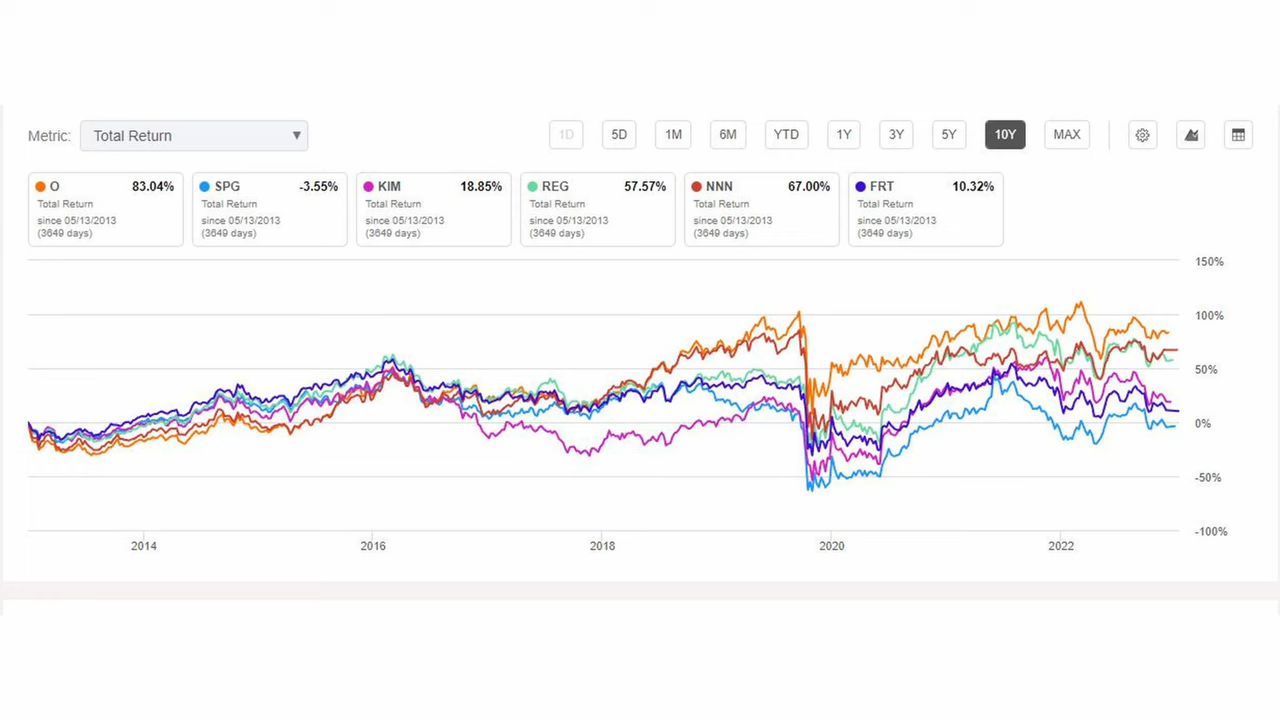 Metric: Total Return ▼ 1D 5D 1M 6M YTD 1Y 3Y 5Y 10Y MAX
O 83.04% SPG -3.55% KIM 18.85% REG 57.57% NNN 67.00% FRT 10.32%
Total Return Total Return Total Return Total Return Total Return Total Return
since 05/13/2013 since 05/13/2013 since 05/13/2013 since 05/13/2013 since 05/13/2013 since 05/13/2013
(3649 days) (3649 days) (3649 days) (3649 days) (3649 days) (3649 days)
150%
100%
50%
0%
-50%
-100%
2014 2016 2018 2020 2022